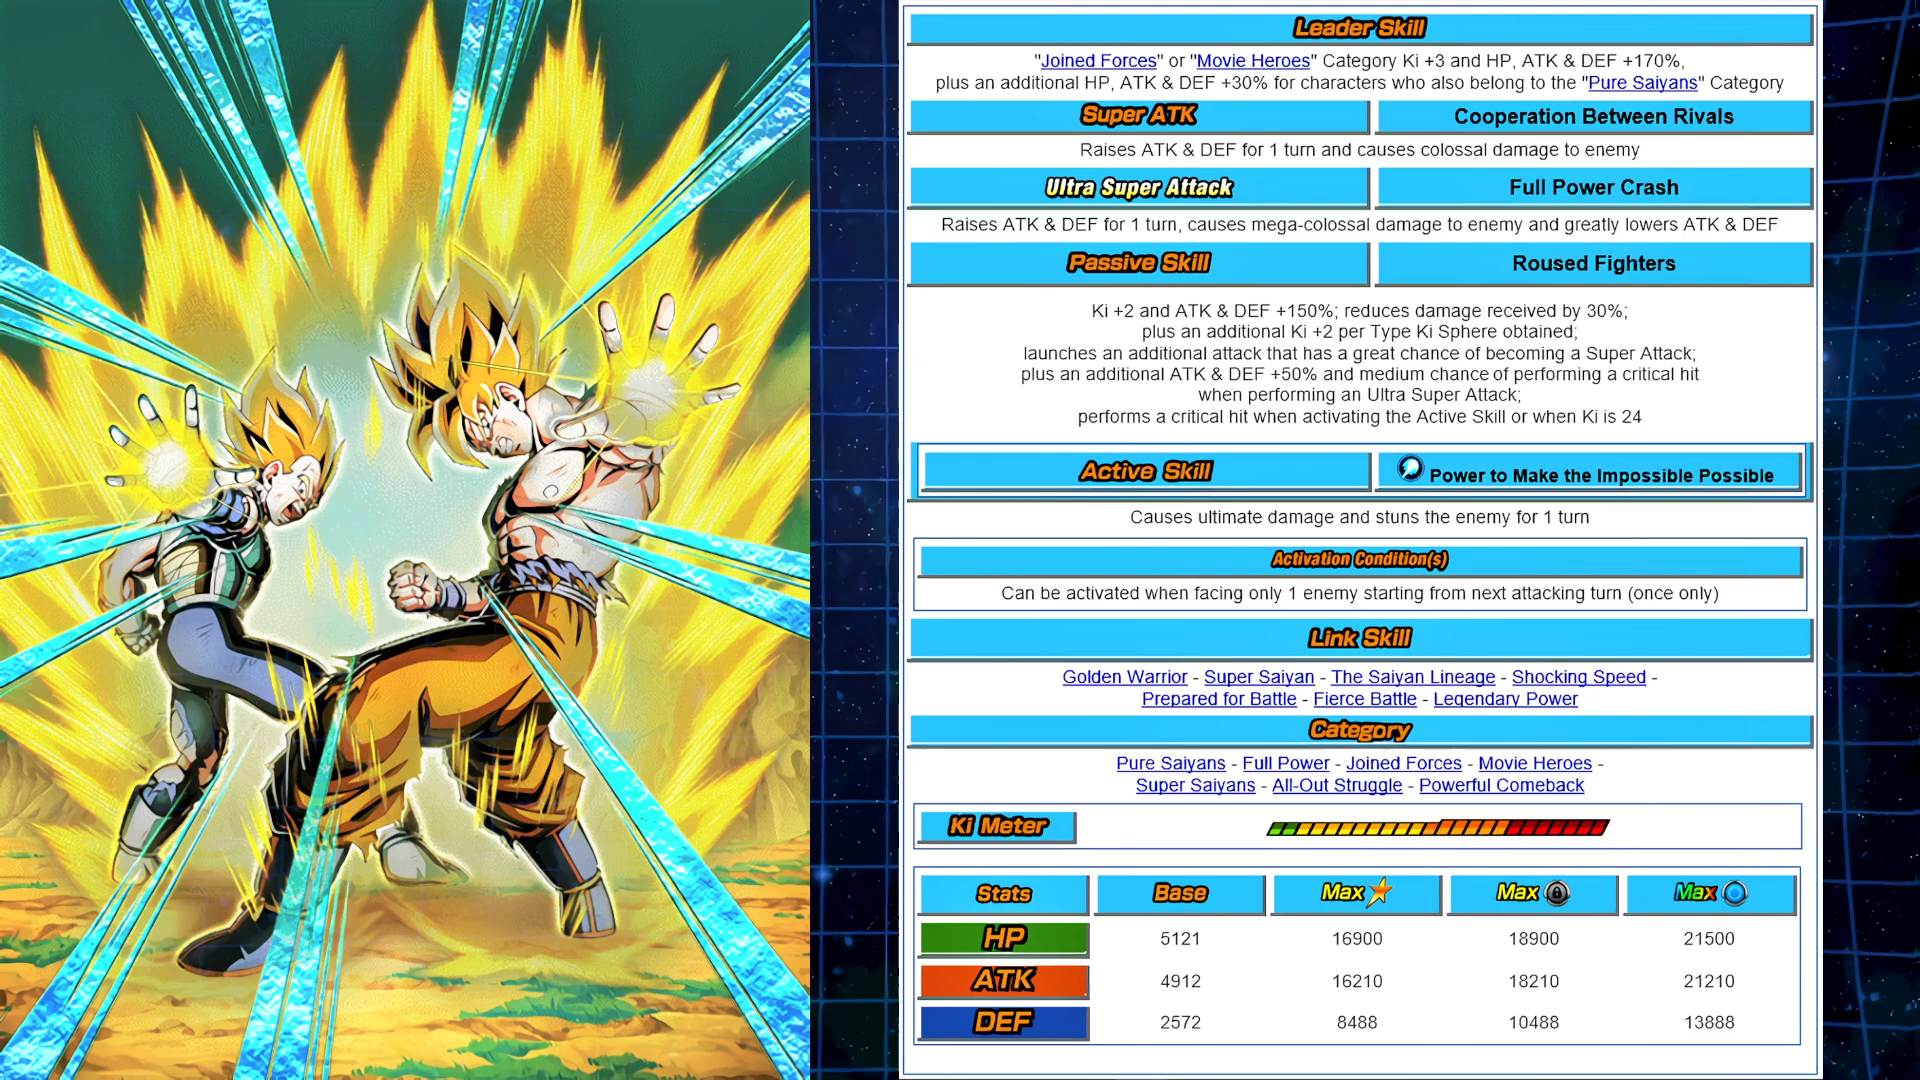 Leader Skill
"Joined Forces" or "Movie Heroes" Category Ki +3 and HP, ATK & DEF +170%,
plus an additional HP, ATK & DEF +30% for characters who also belong to the "Pure Saiyans" Category
Super ATK
Cooperation Between Rivals
Raises ATK & DEF for 1 turn and causes colossal damage to enemy
Ultra Super Attack
Full Power Crash
Raises ATK & DEF for 1 turn, causes mega-colossal damage to enemy and greatly lowers ATK & DEF
Passive Skill
Roused Fighters
Ki +2 and ATK & DEF +150%; reduces damage received by 30%;
plus an additional Ki +2 per Type Ki Sphere obtained;
launches an additional attack that has a great chance of becoming a Super Attack;
plus an additional ATK & DEF +50% and medium chance of performing a critical hit
when performing an Ultra Super Attack;
performs a critical hit when activating the Active Skill or when Ki is 24
Active Skill
Power to Make the Impossible Possible
Causes ultimate damage and stuns the enemy for 1 turn
Activation Condition(s)
Can be activated when facing only 1 enemy starting from next attacking turn (once only)
Link Skill
Golden Warrior - Super Saiyan - The Saiyan Lineage - Shocking Speed -
Prepared for Battle - Fierce Battle - Legendary Power
Category
Pure Saiyans - Full Power - Joined Forces - Movie Heroes -
Super Saiyans - All-Out Struggle - Powerful Comeback
Ki Meter
Stats Base Max Max Max
HP 5121 16900 18900 21500
ATK 4912 16210 18210 21210
DEF 2572 8488 10488 13888